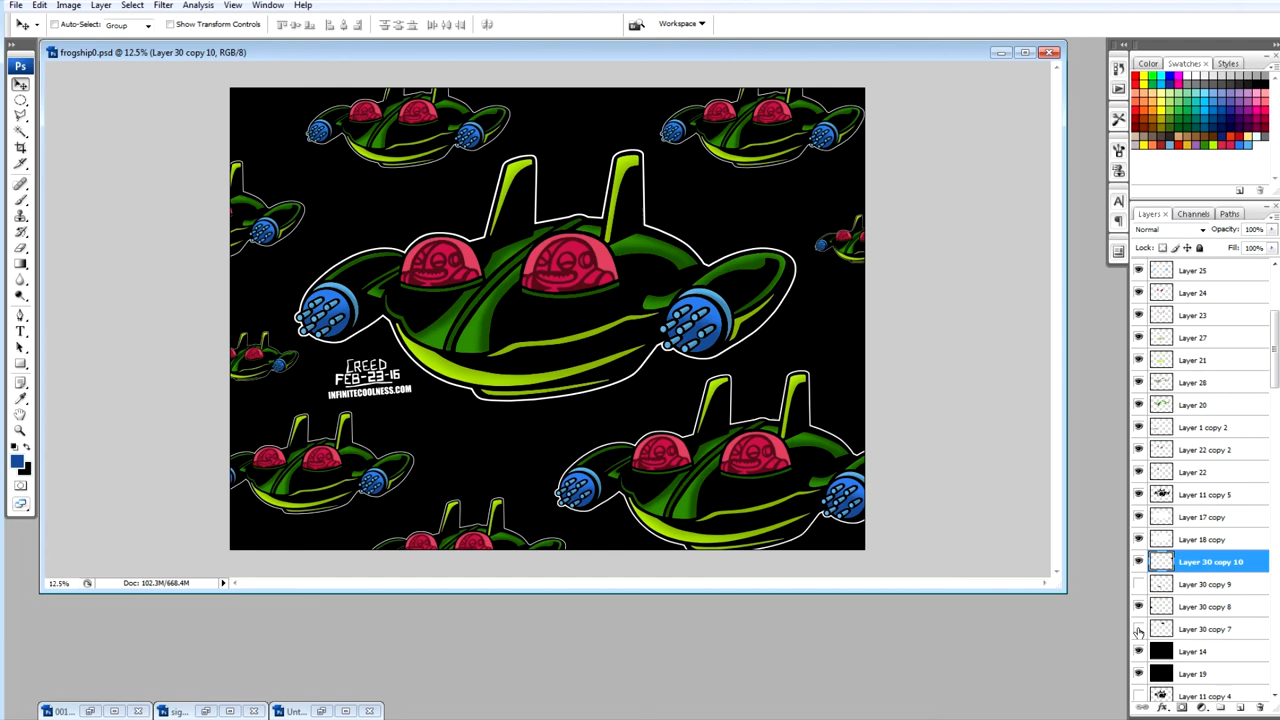 File Edit Image Layer Select Filter Analysis View Window Help
Auto-Select: Group Show Transform Controls Workspace
frogship0.psd @ 12.5% (Layer 30 copy 10, RGB/8)
Ps
Color Swatches Styles
CREED
FEB-23-16
INFINITECOOLNESS.COM
Layers Channels Paths
Normal Opacity: 100%
Lock: Fill: 100%
Layer 25
Layer 24
Layer 23
Layer 27
Layer 21
Layer 28
Layer 20
Layer 1 copy 2
Layer 22 copy 2
Layer 22
Layer 11 copy 5
Layer 17 copy
Layer 18 copy
Layer 30 copy 10
Layer 30 copy 9
Layer 30 copy 8
Layer 30 copy 7
Layer 14
Layer 19
Layer 11 copy 4
12.5% Doc: 102.3M/668.4M
001... sig... Unt...